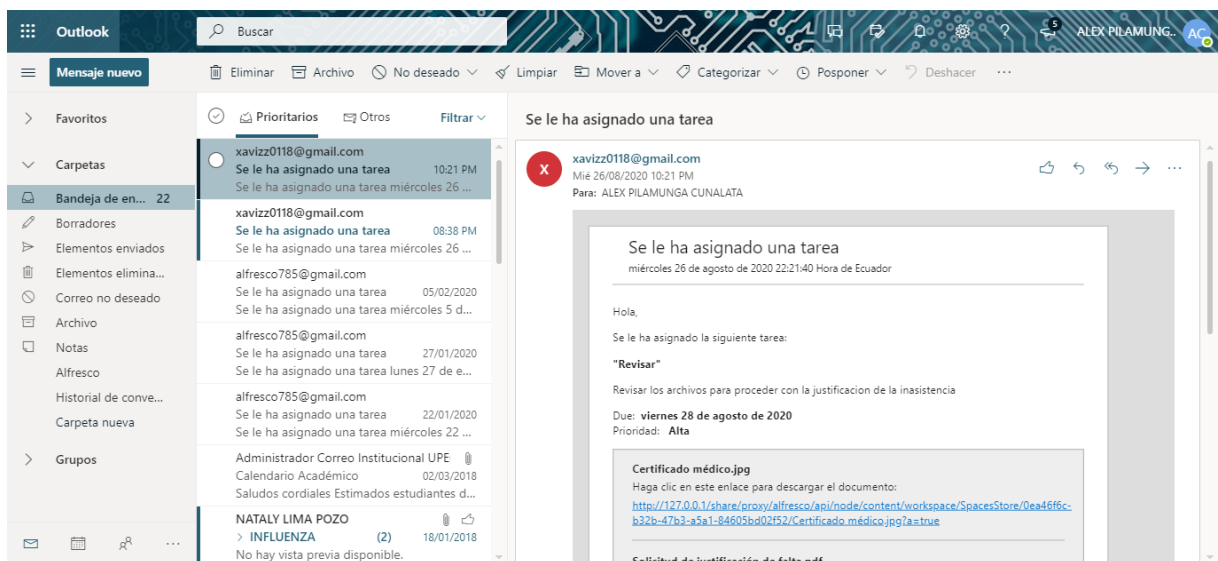 Outlook
Buscar
5
ALEX PILAMUNG..
AC
Mensaje nuevo
Eliminar
Archivo
No deseado
Limpiar
Mover a
Categorizar
Posponer
Deshacer
Favoritos
Carpetas
Bandeja de en... 22
Borradores
Elementos enviados
Elementos elimina...
Correo no deseado
Archivo
Notas
Alfresco
Historial de conve...
Carpeta nueva
Grupos
Prioritarios
Otros
Filtrar
xavizz0118@gmail.com
Se le ha asignado una tarea 10:21 PM
Se le ha asignado una tarea miércoles 26 ...
xavizz0118@gmail.com
Se le ha asignado una tarea 08:38 PM
Se le ha asignado una tarea miércoles 26 ...
alfresco785@gmail.com
Se le ha asignado una tarea 05/02/2020
Se le ha asignado una tarea miércoles 5 d...
alfresco785@gmail.com
Se le ha asignado una tarea 27/01/2020
Se le ha asignado una tarea lunes 27 de e...
alfresco785@gmail.com
Se le ha asignado una tarea 22/01/2020
Se le ha asignado una tarea miércoles 22 ...
Administrador Correo Institucional UPE
Calendario Académico 02/03/2018
Saludos cordiales Estimados estudiantes d...
NATALY LIMA POZO
> INFLUENZA (2) 18/01/2018
No hay vista previa disponible.
Se le ha asignado una tarea
X
xavizz0118@gmail.com
Mié 26/08/2020 10:21 PM
Para: ALEX PILAMUNGA CUNALATA
Se le ha asignado una tarea
miércoles 26 de agosto de 2020 22:21:40 Hora de Ecuador
Hola,
Se le ha asignado la siguiente tarea:
"Revisar"
Revisar los archivos para proceder con la justificacion de la inasistencia
Due: viernes 28 de agosto de 2020
Prioridad: Alta
Certificado médico.jpg
Haga clic en este enlace para descargar el documento:
http://127.0.0.1/share/proxy/alfresco/api/node/content/workspace/SpacesStore/0ea46f6c-
b32b-47b3-a5a1-84605bd02f52/Certificado médico.jpg?a=true
Solicitud de justificación de falta.pdf